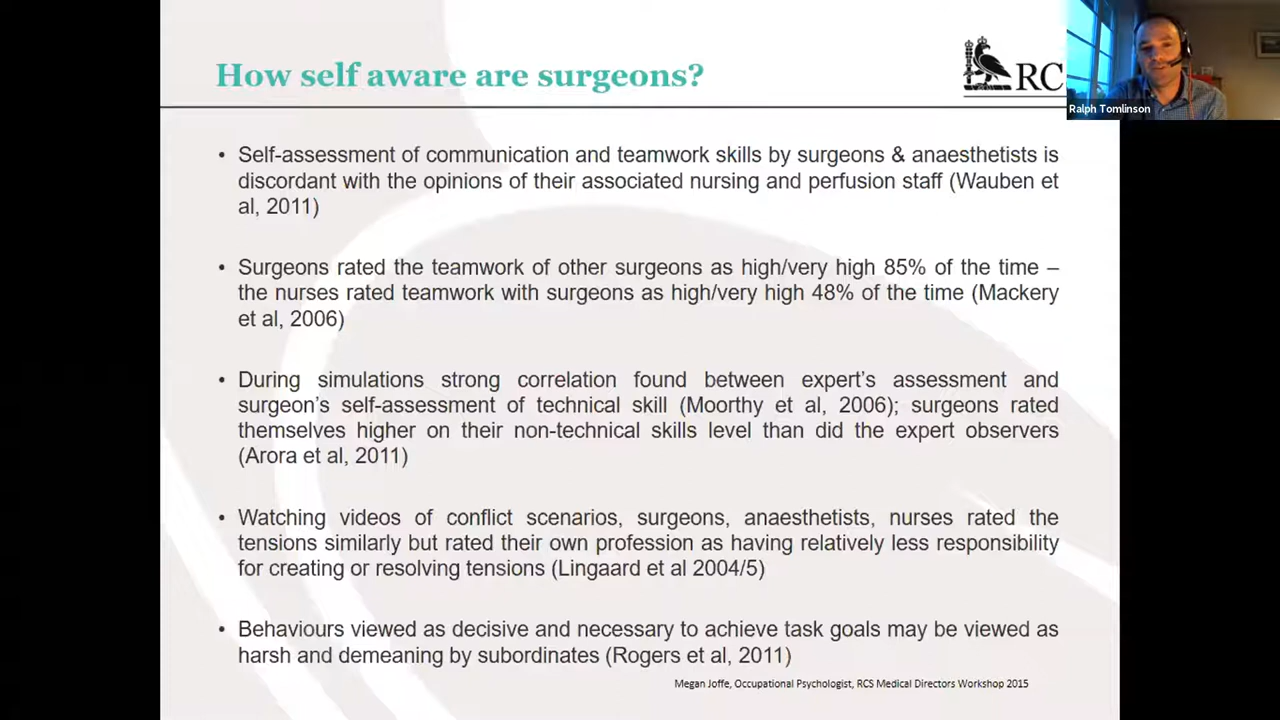 How self aware are surgeons?
RC
Ralph Tomlinson
• Self-assessment of communication and teamwork skills by surgeons & anaesthetists is
discordant with the opinions of their associated nursing and perfusion staff (Wauben et
al, 2011)
• Surgeons rated the teamwork of other surgeons as high/very high 85% of the time –
the nurses rated teamwork with surgeons as high/very high 48% of the time (Mackery
et al, 2006)
• During simulations strong correlation found between expert's assessment and
surgeon's self-assessment of technical skill (Moorthy et al, 2006); surgeons rated
themselves higher on their non-technical skills level than did the expert observers
(Arora et al, 2011)
• Watching videos of conflict scenarios, surgeons, anaesthetists, nurses rated the
tensions similarly but rated their own profession as having relatively less responsibility
for creating or resolving tensions (Lingaard et al 2004/5)
• Behaviours viewed as decisive and necessary to achieve task goals may be viewed as
harsh and demeaning by subordinates (Rogers et al, 2011)
Megan Joffe, Occupational Psychologist, RCS Medical Directors Workshop 2015